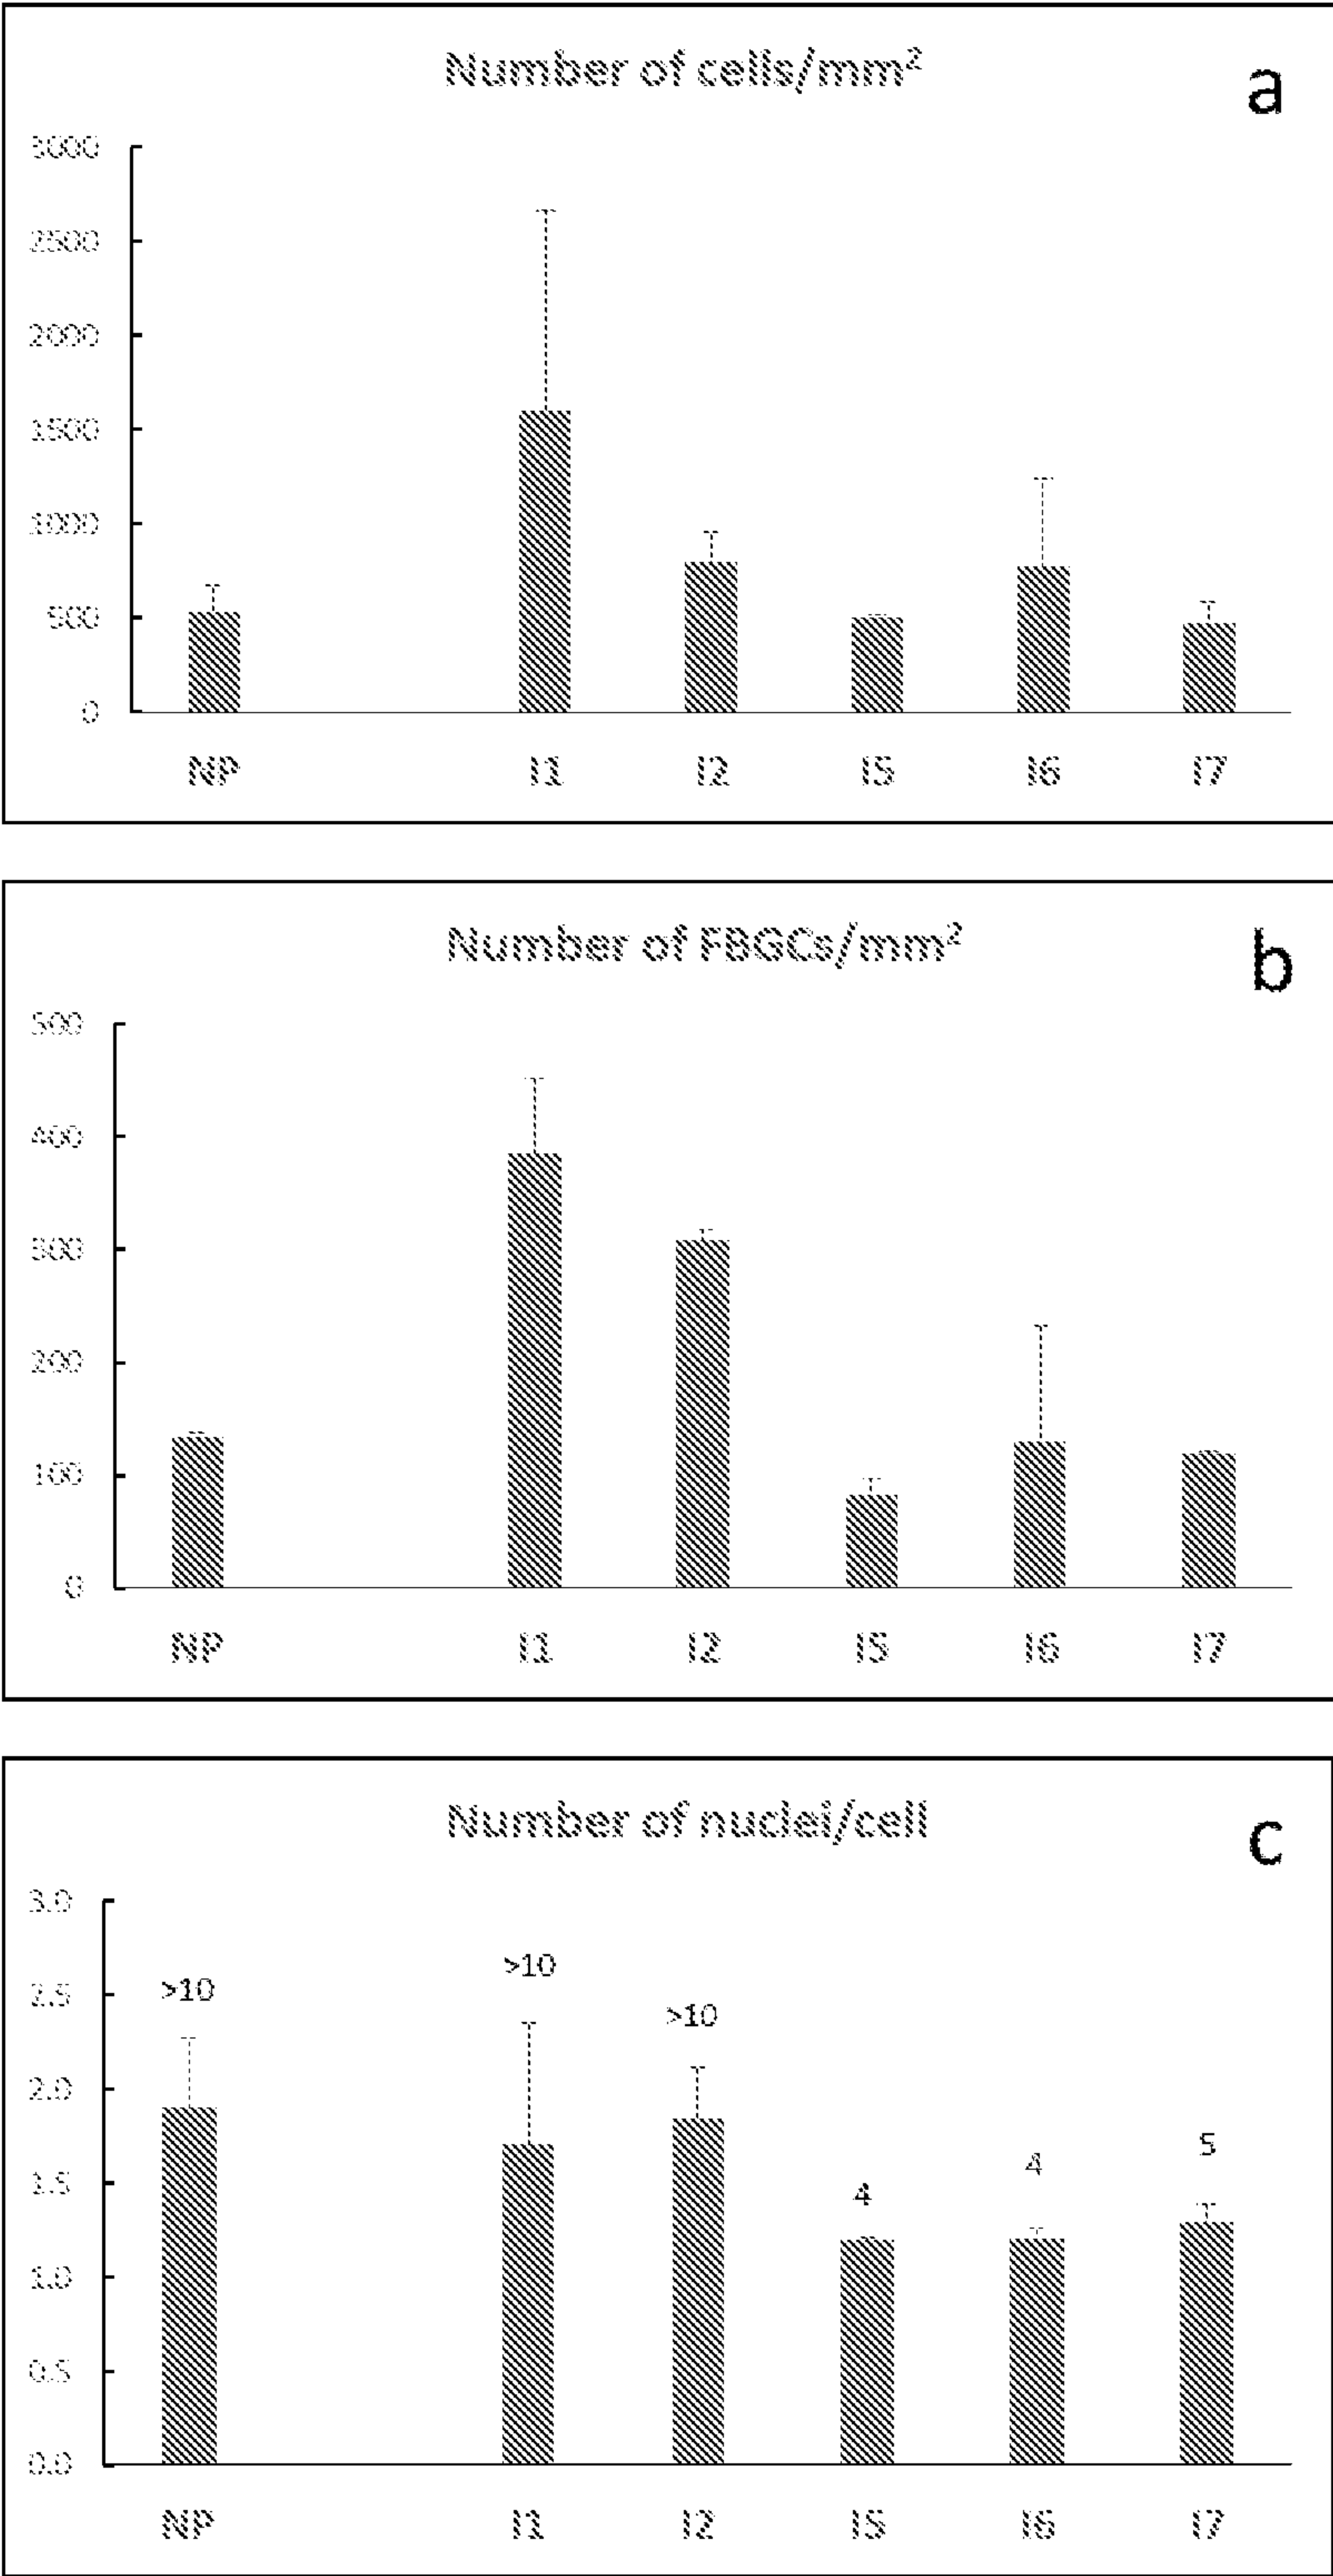 Number of cells/mm²
a
3000
2500
2000
1500
1000
500
0
NP I1 I2 I5 I6 I7
Number of FBGCs/mm²
b
500
400
300
200
100
0
NP I1 I2 I5 I6 I7
Number of nuclei/cell
c
3.0
2.5
2.0
1.5
1.0
0.5
0.0
>10 >10 >10 4 4 5
NP I1 I2 I5 I6 I7